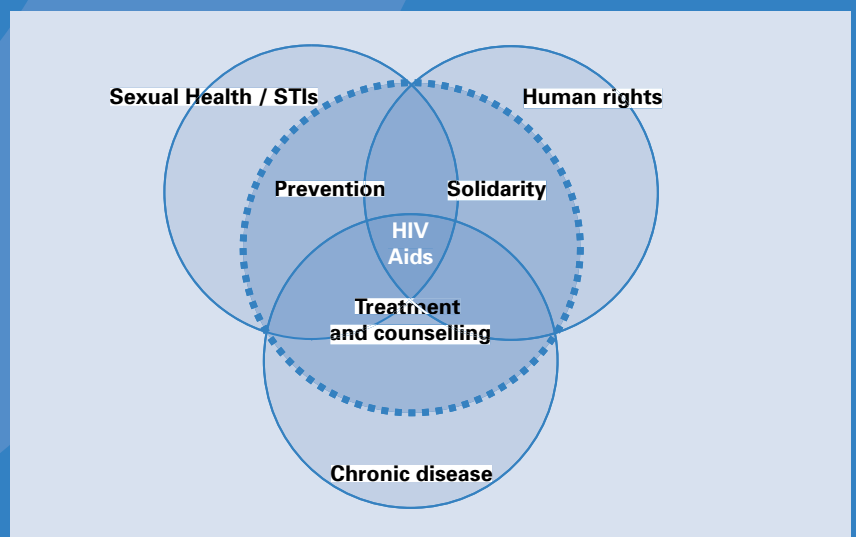 Sexual Health / STIs
Human rights
Prevention
Solidarity
HIV
Aids
Treatment
and counselling
Chronic disease